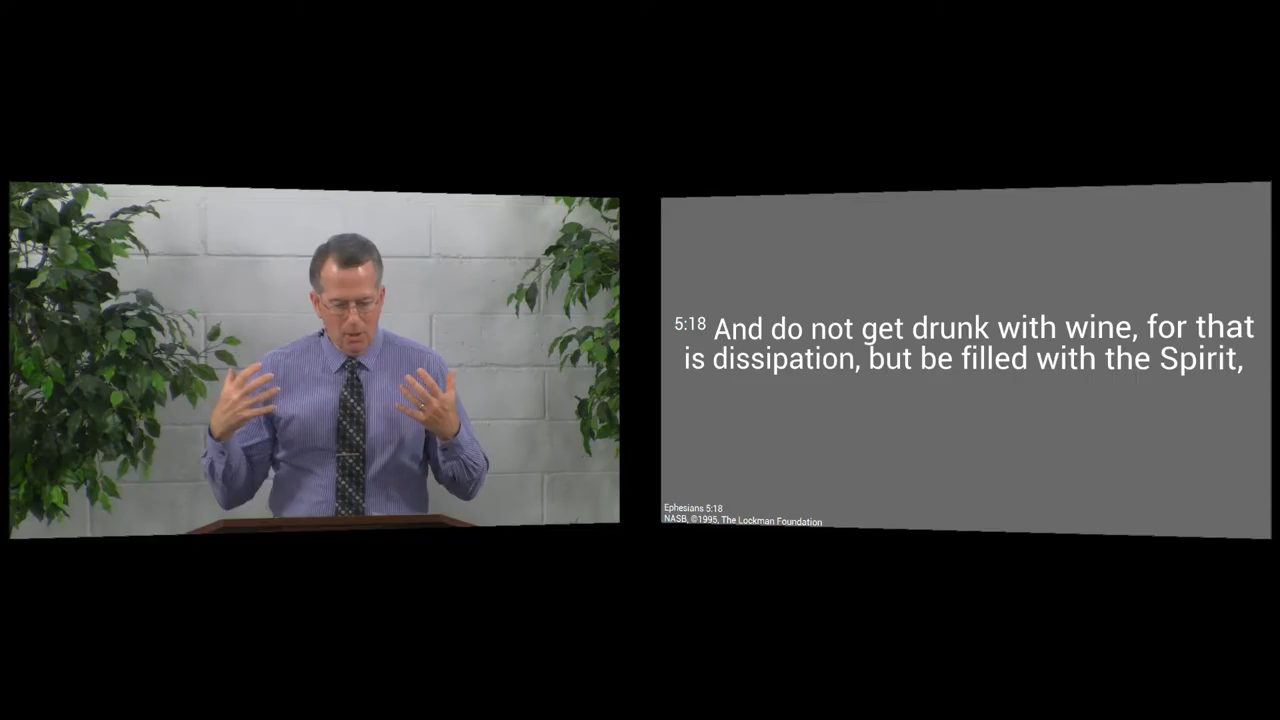 5:18 And do not get drunk with wine, for that
is dissipation, but be filled with the Spirit,
Ephesians 5:18
NASB, ©1995, The Lockman Foundation